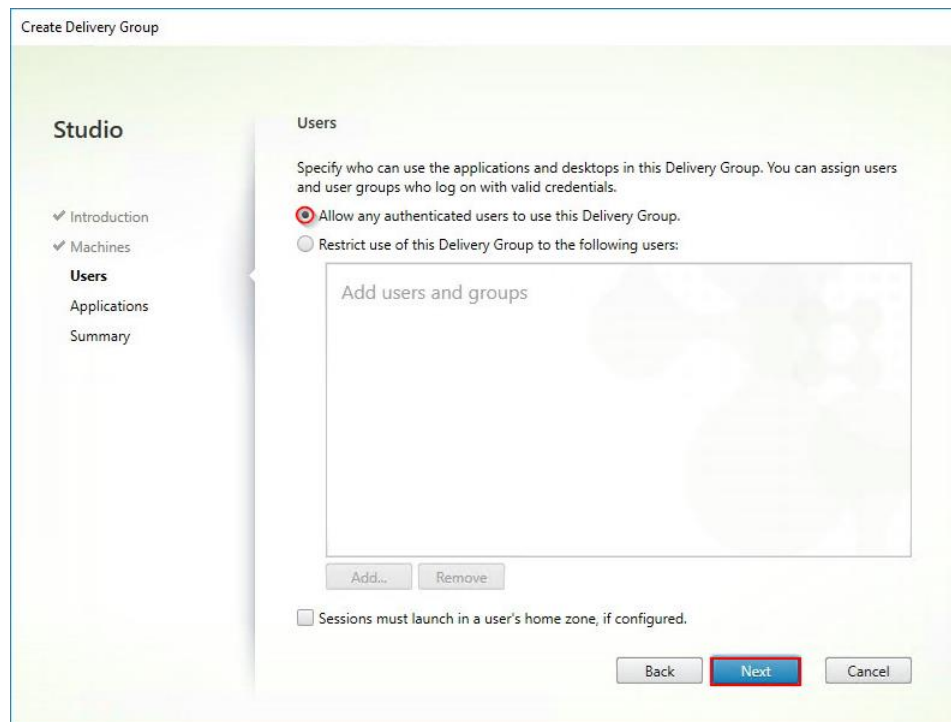 Create Delivery Group
Studio
Introduction
Machines
Users
Applications
Summary
Users
Specify who can use the applications and desktops in this Delivery Group. You can assign users
and user groups who log on with valid credentials.
Allow any authenticated users to use this Delivery Group.
Restrict use of this Delivery Group to the following users:
Add users and groups
Add...
Remove
Sessions must launch in a user's home zone, if configured.
Back
Next
Cancel